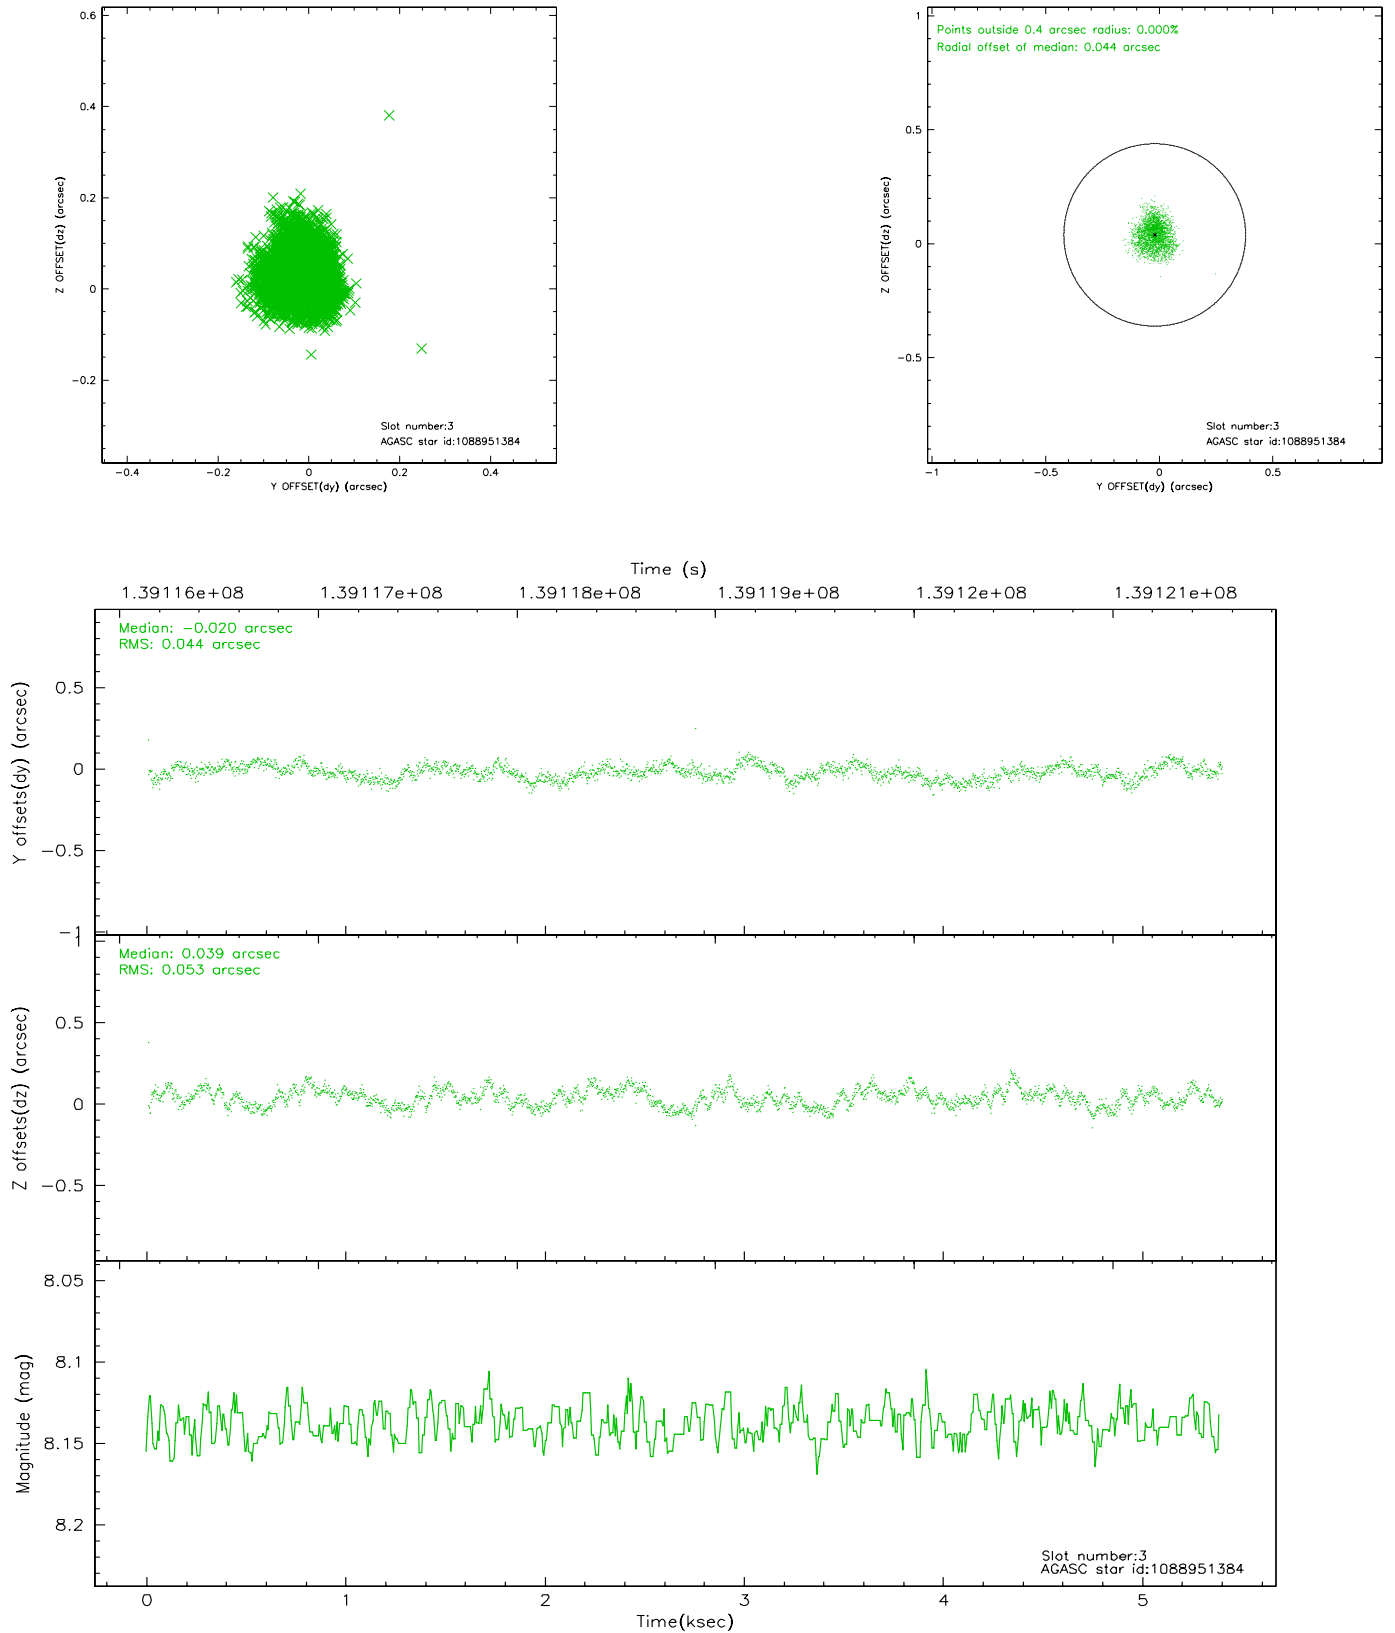 0.6
0.4
0.2
0
−0.2
Z OFFSET(dz) (arcsec)
Slot number:3
AGASC star id:1088951384
−0.4 −0.2 0 0.2 0.4
Y OFFSET(dy) (arcsec)
Points outside 0.4 arcsec radius: 0.000%
Radial offset of median: 0.044 arcsec
1
0.5
0
−0.5
Z OFFSET(dz) (arcsec)
Slot number:3
AGASC star id:1088951384
−1 −0.5 0 0.5
Y OFFSET(dy) (arcsec)
Time (s)
1.39116e+08 1.39117e+08 1.39118e+08 1.39119e+08 1.3912e+08 1.39121e+08
Median: −0.020 arcsec
RMS: 0.044 arcsec
0.5
0
−0.5
−1
Y offsets(dy) (arcsec)
Median: 0.039 arcsec
RMS: 0.053 arcsec
1
0.5
0
−0.5
Z offsets(dz) (arcsec)
8.05
8.1
8.15
8.2
Magnitude (mag)
Slot number:3
AGASC star id:1088951384
0 1 2 3 4 5
Time(ksec)